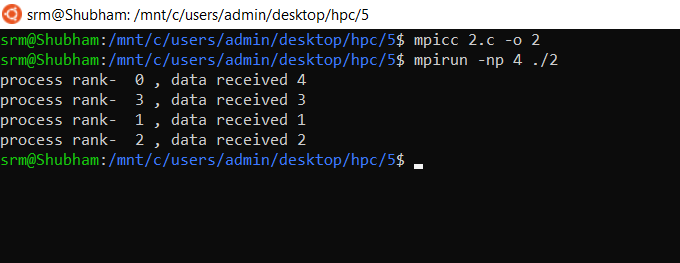 srm@Shubham: /mnt/c/users/admin/desktop/hpc/5
srm@Shubham:/mnt/c/users/admin/desktop/hpc/5$ mpicc 2.c -o 2
srm@Shubham:/mnt/c/users/admin/desktop/hpc/5$ mpirun -np 4 ./2
process rank-  0 , data received 4
process rank-  3 , data received 3
process rank-  1 , data received 1
process rank-  2 , data received 2
srm@Shubham:/mnt/c/users/admin/desktop/hpc/5$